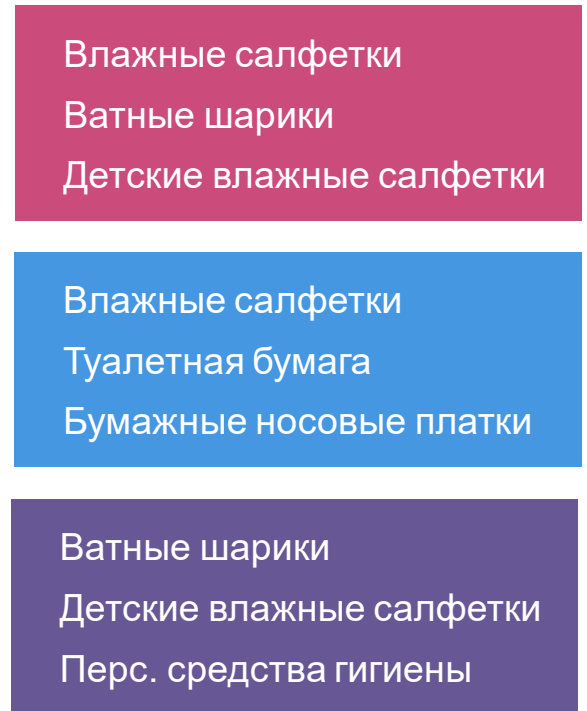 Влажные салфетки
Ватные шарики
Детские влажные салфетки
Влажные салфетки
Туалетная бумага
Бумажные носовые платки
Ватные шарики
Детские влажные салфетки
Перс. средства гигиены